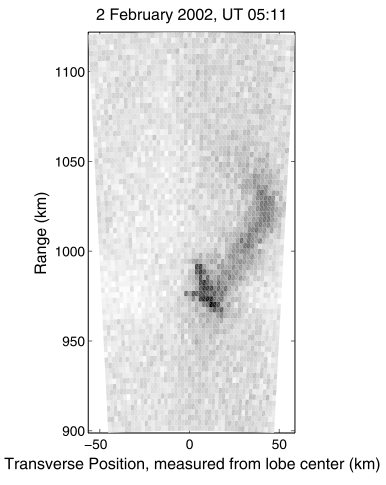 2 February 2002, UT 05:11
1100
1050
1000
950
900
Range (km)
−50
0
50
Transverse Position, measured from lobe center (km)